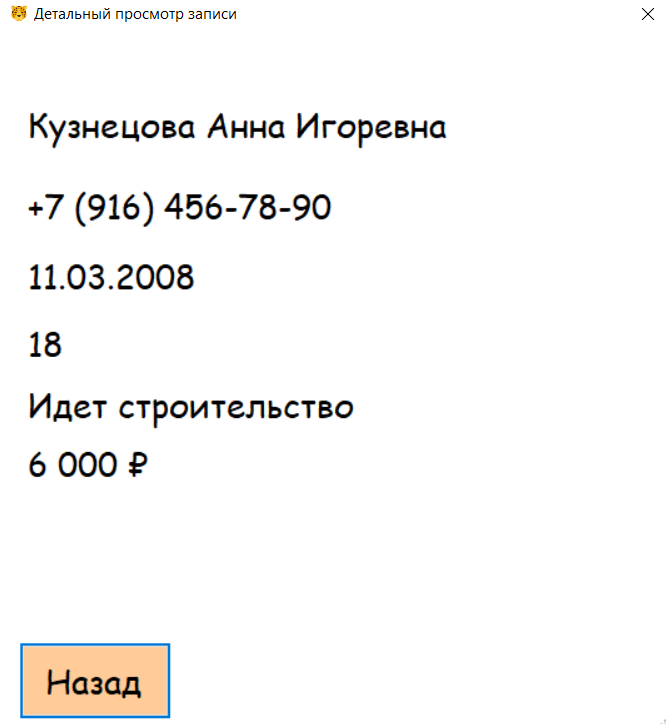 Детальный просмотр записи
Кузнецова Анна Игоревна
+7 (916) 456-78-90
11.03.2008
18
Идет строительство
6 000 ₽
Назад